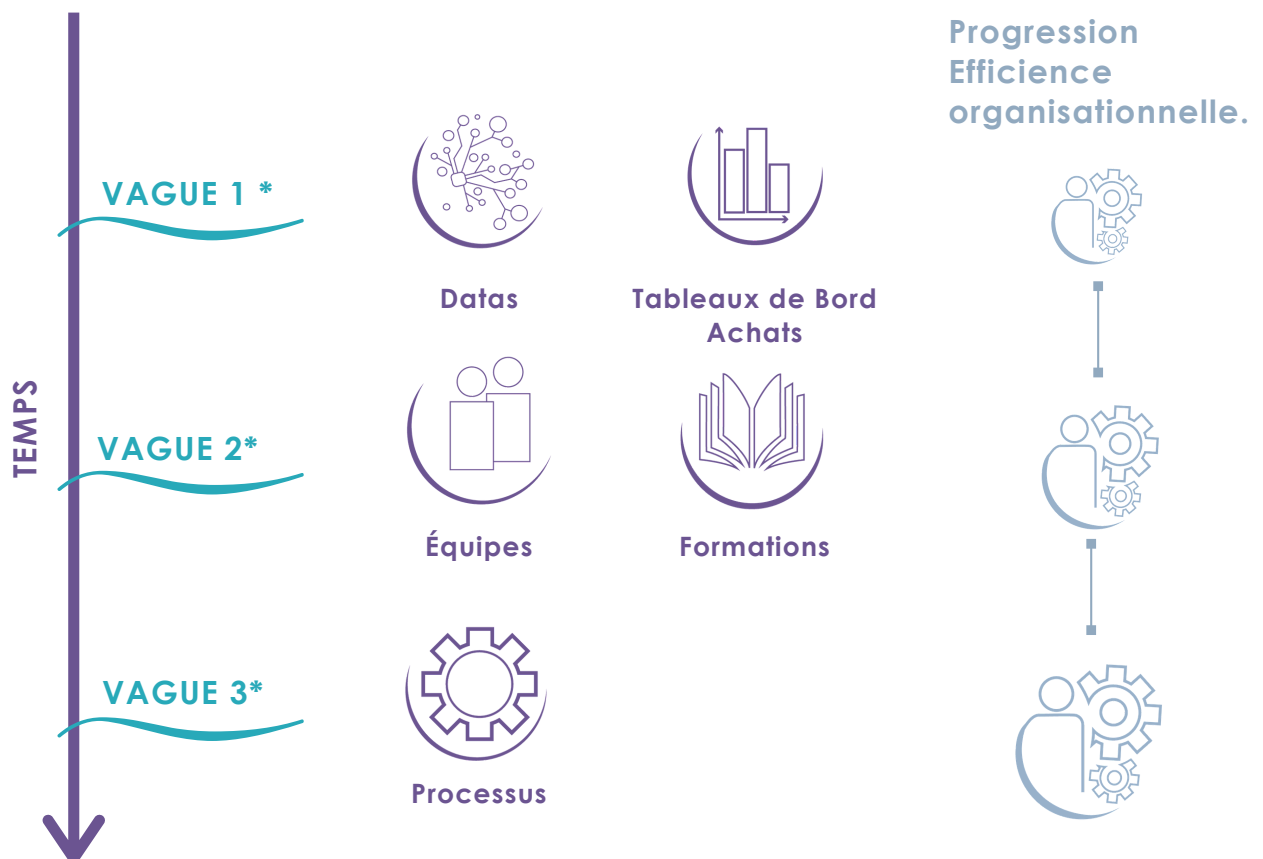 Progression
Efficience
organisationnelle.
VAGUE 1 *
Datas
Tableaux de Bord
Achats
TEMPS
VAGUE 2*
Équipes
Formations
VAGUE 3*
Processus